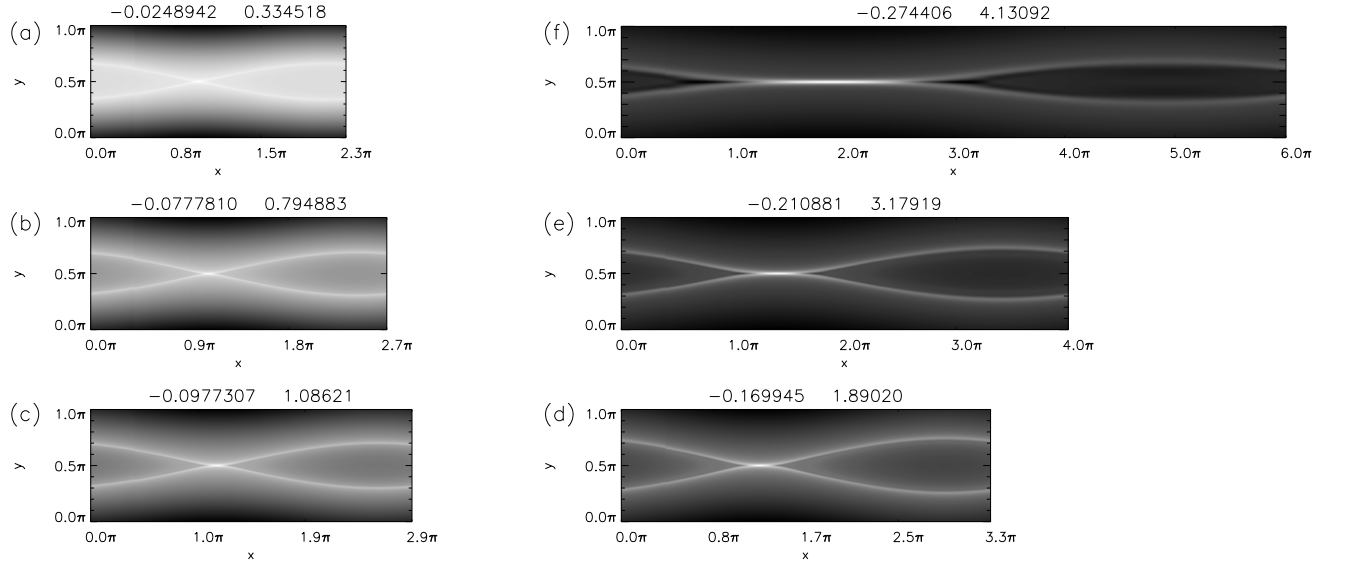 (a)
−0.0248942 0.334518
1.0π
0.5π
0.0π
y
0.0π 0.8π 1.5π 2.3π
x
(b)
−0.0777810 0.794883
1.0π
0.5π
0.0π
y
0.0π 0.9π 1.8π 2.7π
x
(c)
−0.0977307 1.08621
1.0π
0.5π
0.0π
y
0.0π 1.0π 1.9π 2.9π
x
(f)
−0.274406 4.13092
1.0π
0.5π
0.0π
y
0.0π 1.0π 2.0π 3.0π 4.0π 5.0π 6.0π
x
(e)
−0.210881 3.17919
1.0π
0.5π
0.0π
y
0.0π 1.0π 2.0π 3.0π 4.0π
x
(d)
−0.169945 1.89020
1.0π
0.5π
0.0π
y
0.0π 0.8π 1.7π 2.5π 3.3π
x